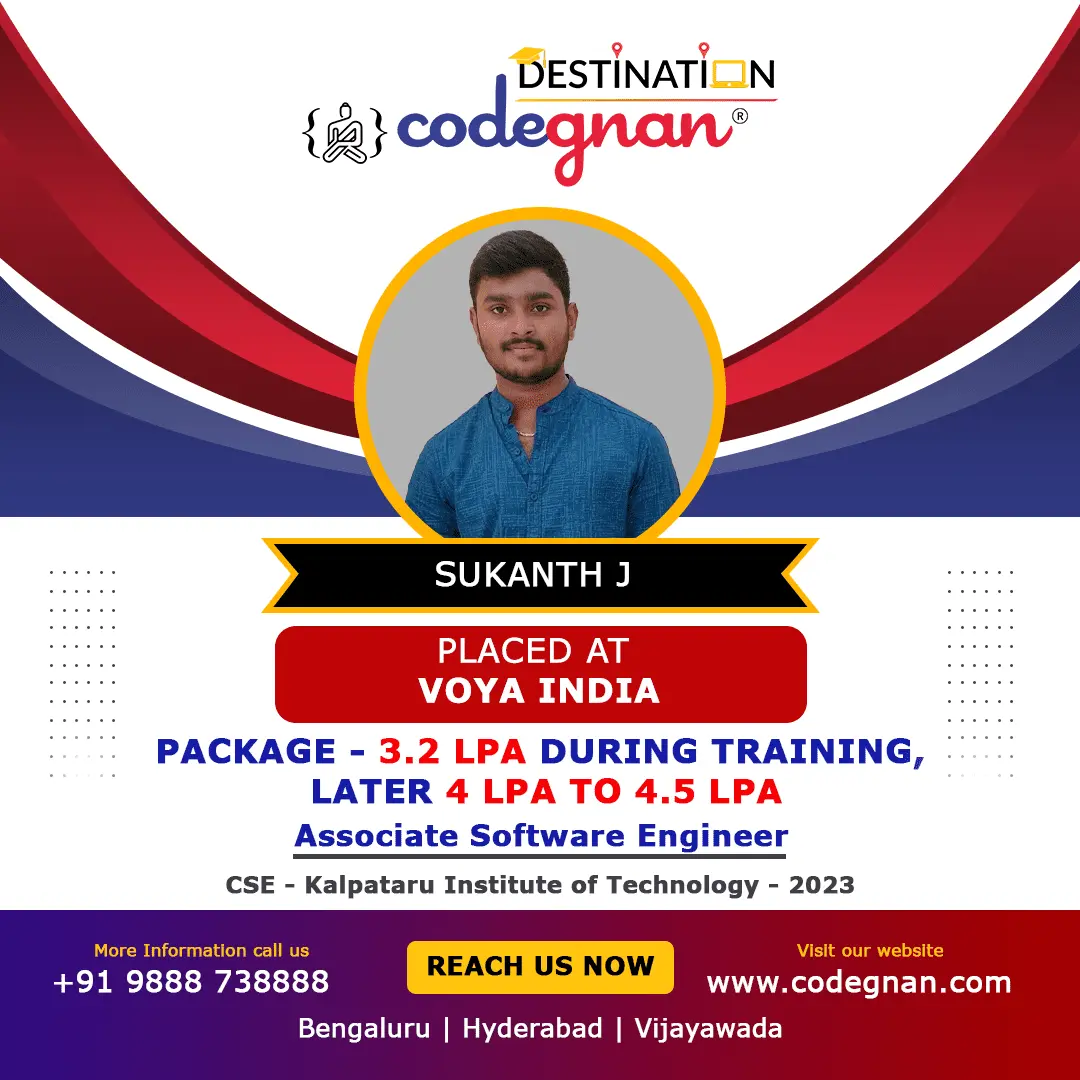 DESTINATION
codegnan®
SUKANTH J
PLACED AT
VOYA INDIA
PACKAGE - 3.2 LPA DURING TRAINING,
LATER 4 LPA TO 4.5 LPA
Associate Software Engineer
CSE - Kalpataru Institute of Technology - 2023
More Information call us
+91 9888 738888
REACH US NOW
Visit our website
www.codegnan.com
Bengaluru | Hyderabad | Vijayawada